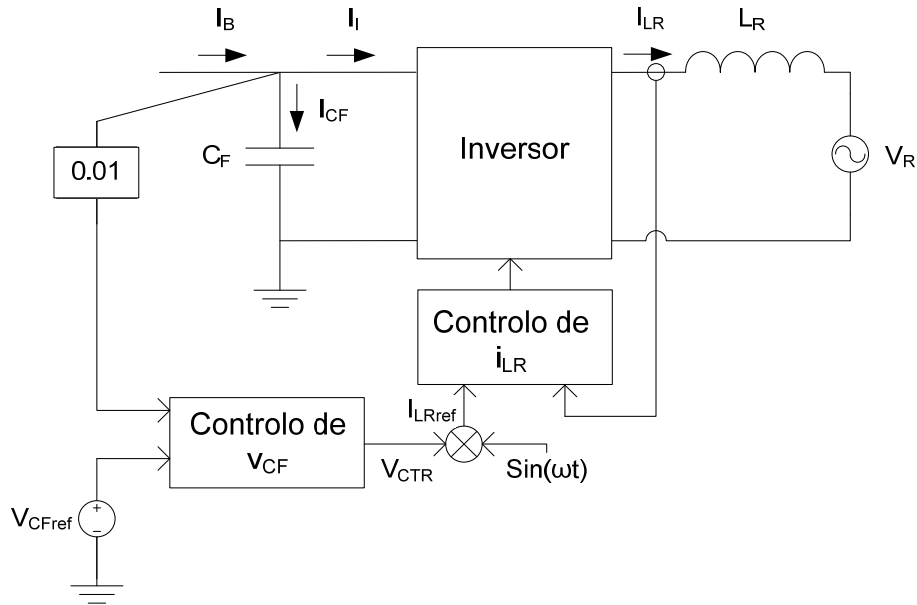 I_B
I_I
I_LR
L_R
I_CF
C_F
0.01
Inversor
V_R
+
-
Controlo de
i_LR
I_LRref
Controlo de
v_CF
V_CTR
Sin(ωt)
V_CFref